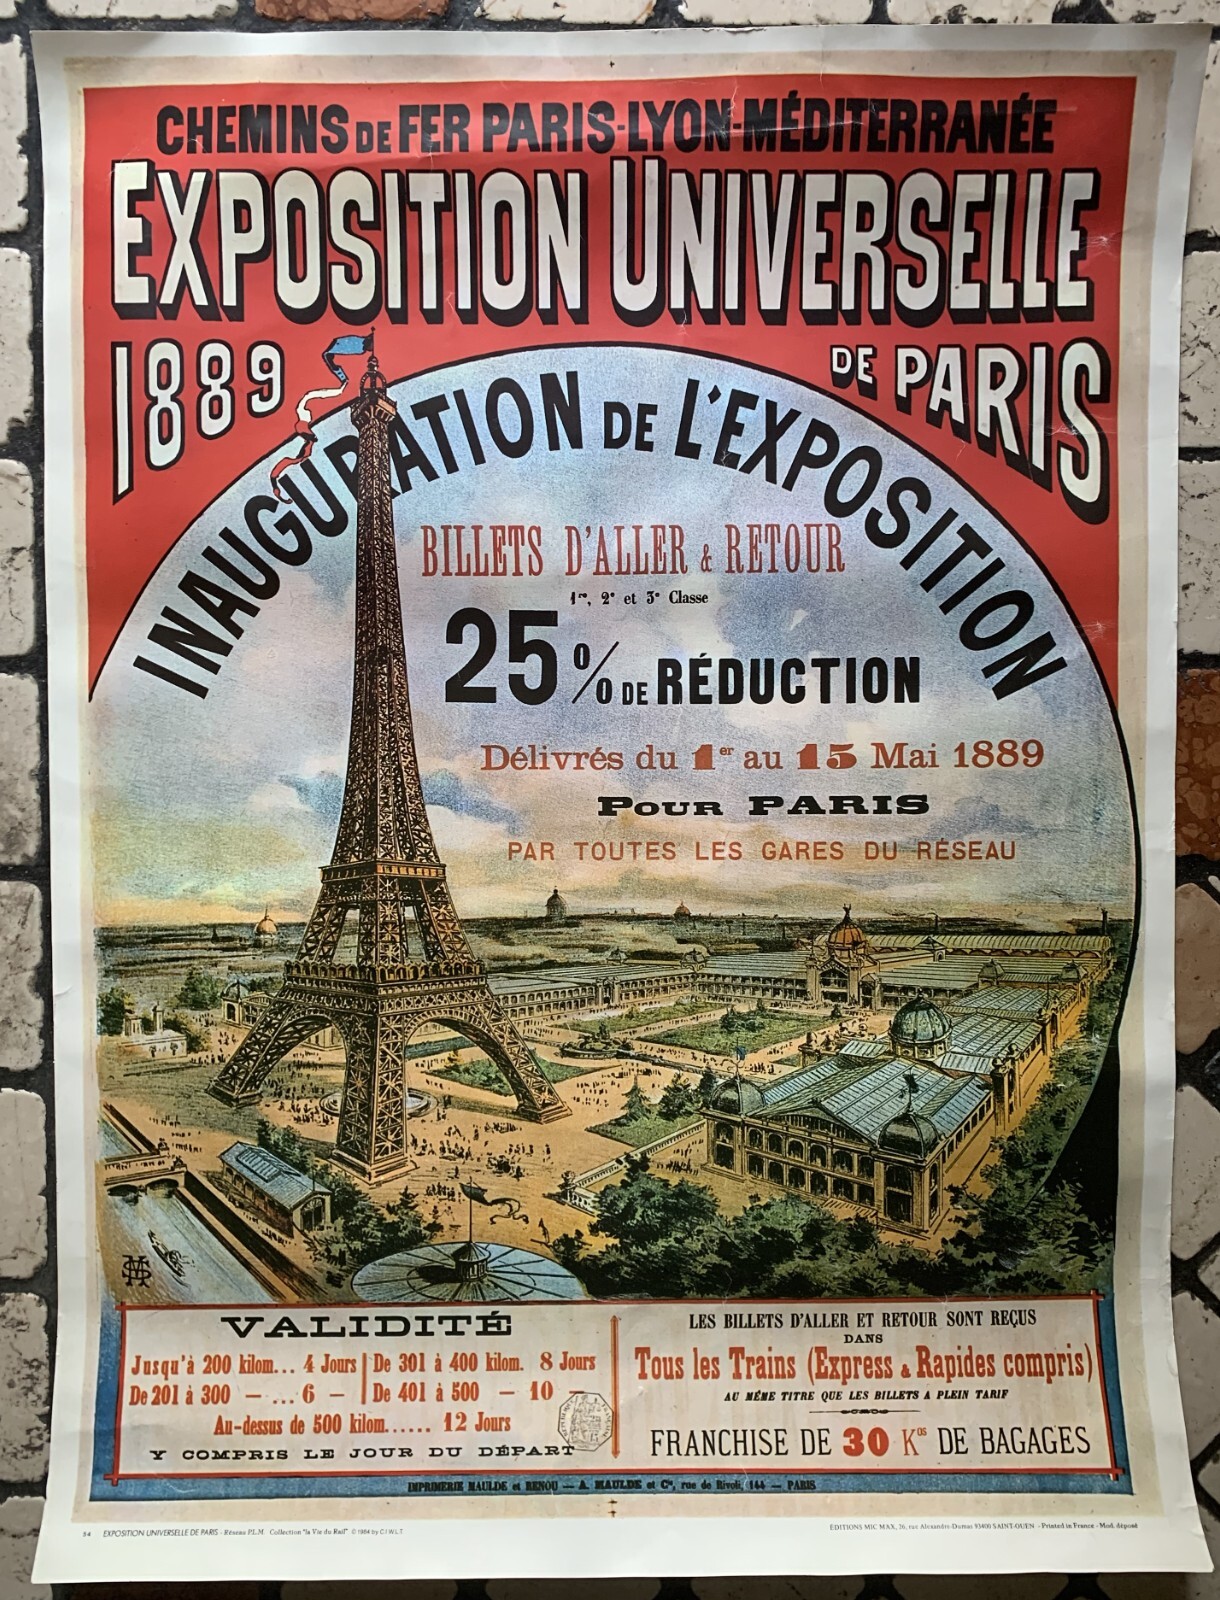 CHEMINS DE FER PARIS-LYON-MÉDITERRANÉE
EXPOSITION UNIVERSELLE
1889
DE PARIS
INAUGURATION DE L'EXPOSITION
BILLETS D'ALLER & RETOUR
1re, 2e et 3e Classe
25% DE RÉDUCTION
Délivrés du 1er au 15 Mai 1889
POUR PARIS
PAR TOUTES LES GARES DU RÉSEAU
VALIDITÉ
Jusqu'à 200 kilom... 4 Jours
De 301 à 400 kilom. 8 Jours
De 201 à 300 — ... 6 —
De 401 à 500 — 10 —
Au-dessus de 500 kilom...... 12 Jours
Y COMPRIS LE JOUR DU DÉPART
LES BILLETS D'ALLER ET RETOUR SONT REÇUS
DANS
Tous les Trains (Express & Rapides compris)
AU MÊME TITRE QUE LES BILLETS A PLEIN TARIF
FRANCHISE DE 30 Kos DE BAGAGES
IMPRIMERIE MAULDE et RENOU — A. MAULDE et Cie, rue de Rivoli, 144 — PARIS
34 EXPOSITION UNIVERSELLE DE PARIS - Réseau P.L.M. Collection "la Vie du Rail" © 1984 by C.I.W.L.T.
EDITIONS MIC MAX, 36, rue Alexandre-Dumas 93400 SAINT-OUEN - Printed in France - Mod. déposé